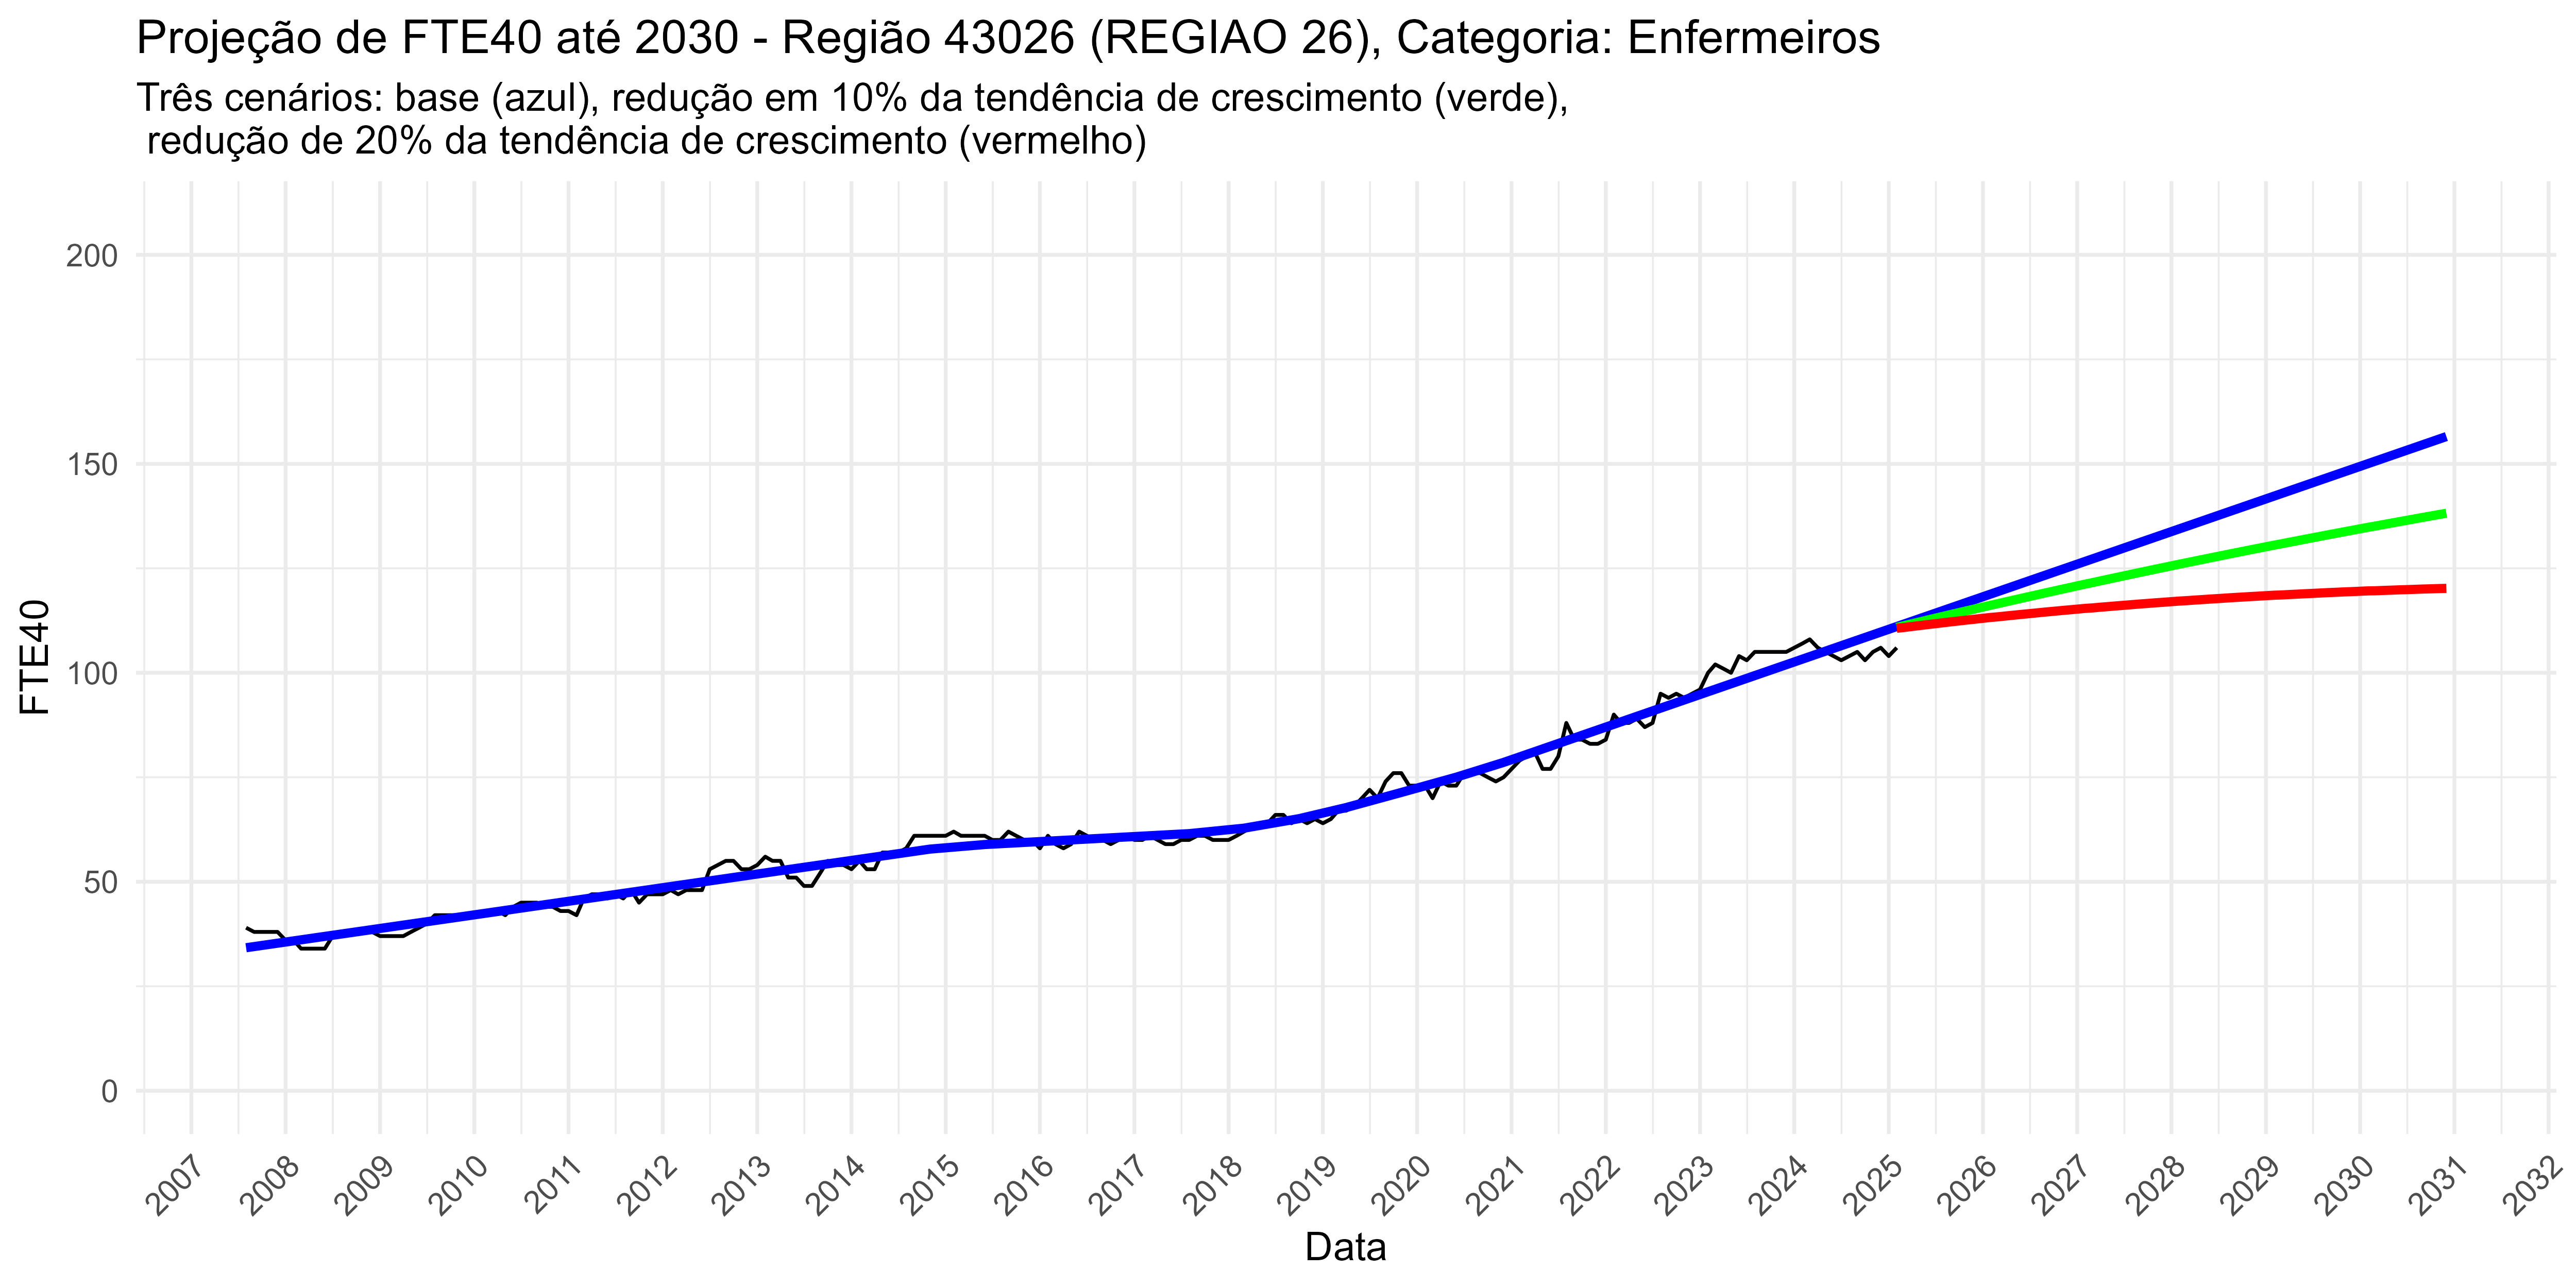 Projeção de FTE40 até 2030 - Região 43026 (REGIAO 26), Categoria: Enfermeiros
Três cenários: base (azul), redução em 10% da tendência de crescimento (verde),
redução de 20% da tendência de crescimento (vermelho)
200
150
100
50
0
FTE40
2007 2008 2009 2010 2011 2012 2013 2014 2015 2016 2017 2018 2019 2020 2021 2022 2023 2024 2025 2026 2027 2028 2029 2030 2031 2032
Data